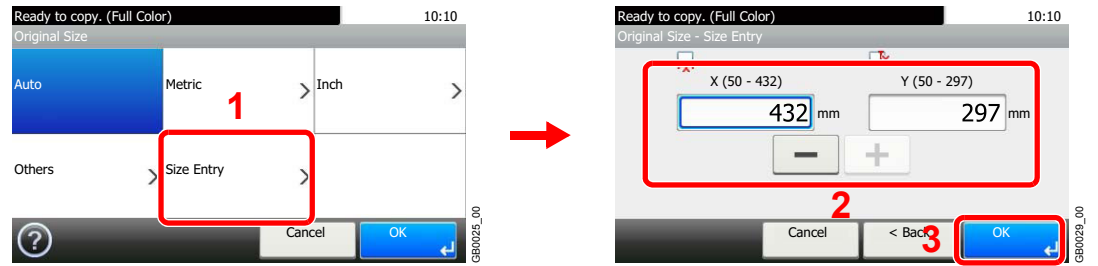 Ready to copy. (Full Color) 10:10
Original Size
Auto Metric Inch
1
Others Size Entry
Cancel OK
GB0025_00
Ready to copy. (Full Color) 10:10
Original Size - Size Entry
X (50 - 432) Y (50 - 297)
432 mm 297 mm
2
Cancel < Back 3 OK
GB0029_00